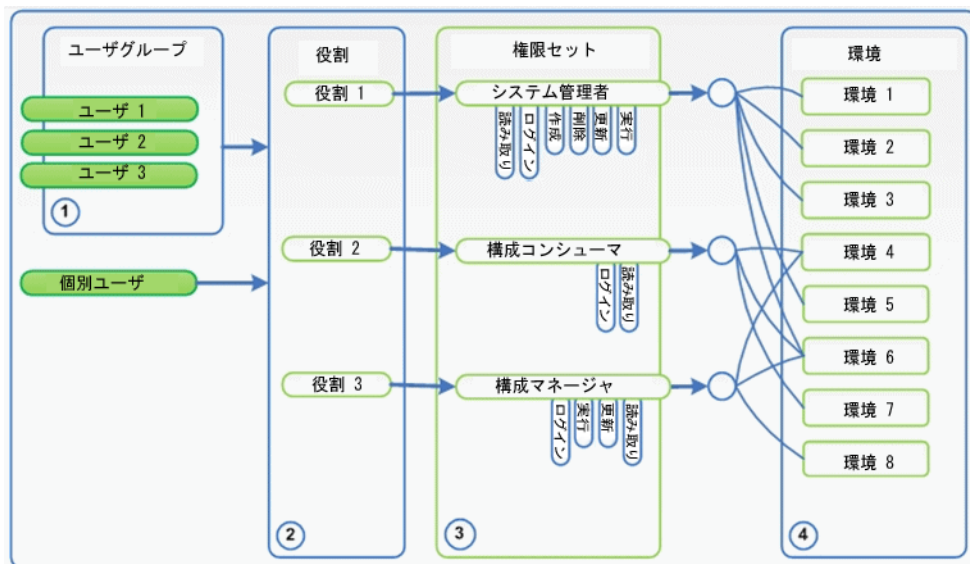 ユーザグループ
ユーザ 1
ユーザ 2
ユーザ 3
1
個別ユーザ
役割
役割 1
役割 2
役割 3
2
権限セット
システム管理者
読み取り
ログイン
作成
削除
更新
実行
構成コンシューマ
ログイン
読み取り
構成マネージャ
ログイン
実行
更新
読み取り
3
環境
環境 1
環境 2
環境 3
環境 4
環境 5
環境 6
環境 7
環境 8
4